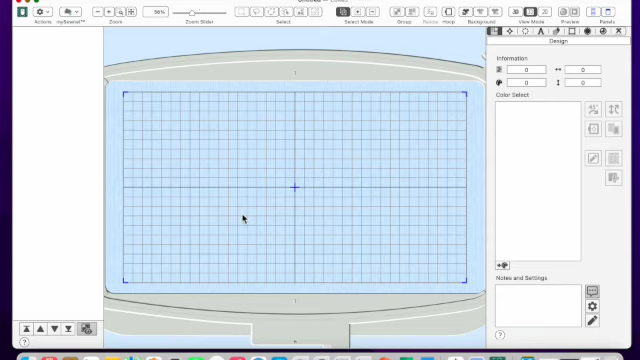 Actions mySewnet™ Zoom Zoom Slider Select Select Mode Group Resize Hoop Background View Mode Preview Panels
56%
Design
Information
0 0
0 0
Color Select
Notes and Settings